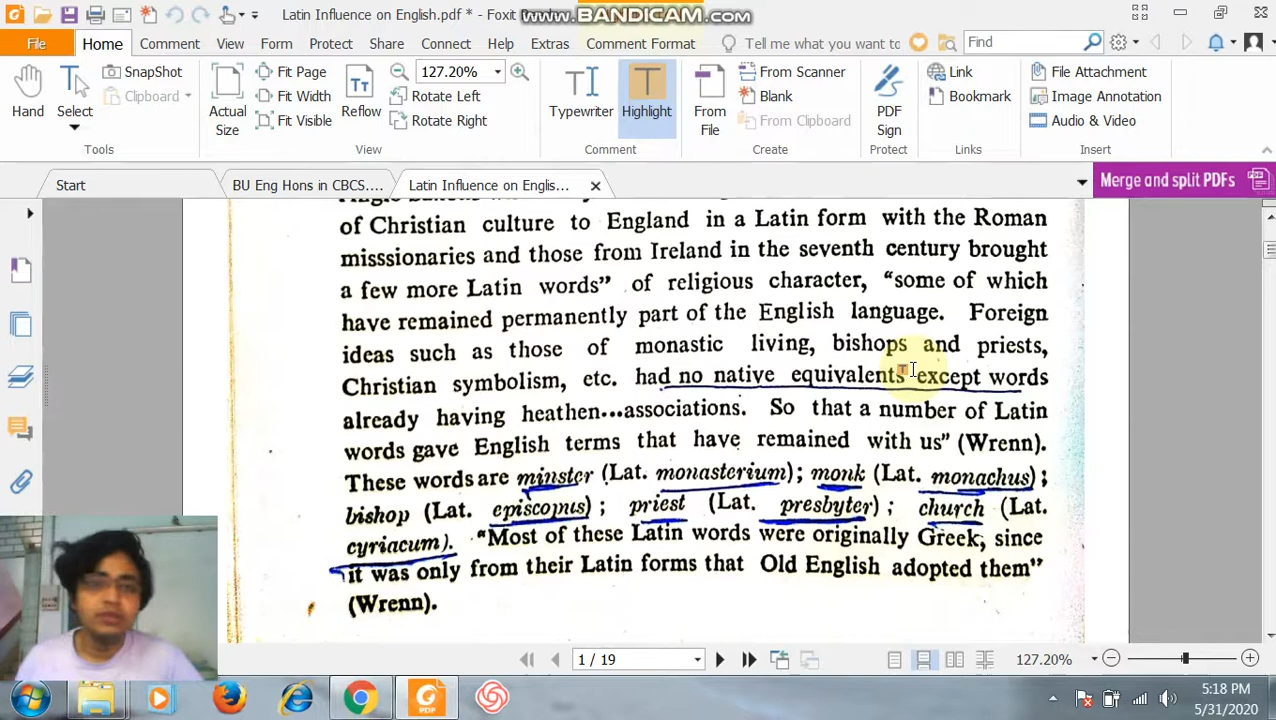 Latin Influence on English.pdf * - Foxit
www.BANDICAM.com
File Home Comment View Form Protect Share Connect Help Extras Comment Format Tell me what you want to Find
Hand
Select
SnapShot
Clipboard
Tools
Actual Size
Fit Page
Fit Width
Fit Visible
Reflow
127.20%
Rotate Left
Rotate Right
View
Typewriter
Highlight
Comment
From File
From Scanner
Blank
From Clipboard
Create
PDF Sign
Protect
Link
Bookmark
Links
File Attachment
Image Annotation
Audio & Video
Insert
Start
BU Eng Hons in CBCS....
Latin Influence on Englis...
Merge and split PDFs
of Christian culture to England in a Latin form with the Roman
misssionaries and those from Ireland in the seventh century brought
a few more Latin words” of religious character, “some of which
have remained permanently part of the English language. Foreign
ideas such as those of monastic living, bishops and priests,
Christian symbolism, etc. had no native equivalents except words
already having heathen...associations. So that a number of Latin
words gave English terms that have remained with us” (Wrenn).
These words are minster (Lat. monasterium); monk (Lat. monachus);
bishop (Lat. episcopus); priest (Lat. presbyter); church (Lat.
cyriacum). “Most of these Latin words were originally Greek, since
it was only from their Latin forms that Old English adopted them”
(Wrenn).
1 / 19
127.20%
PDF
5:18 PM
5/31/2020